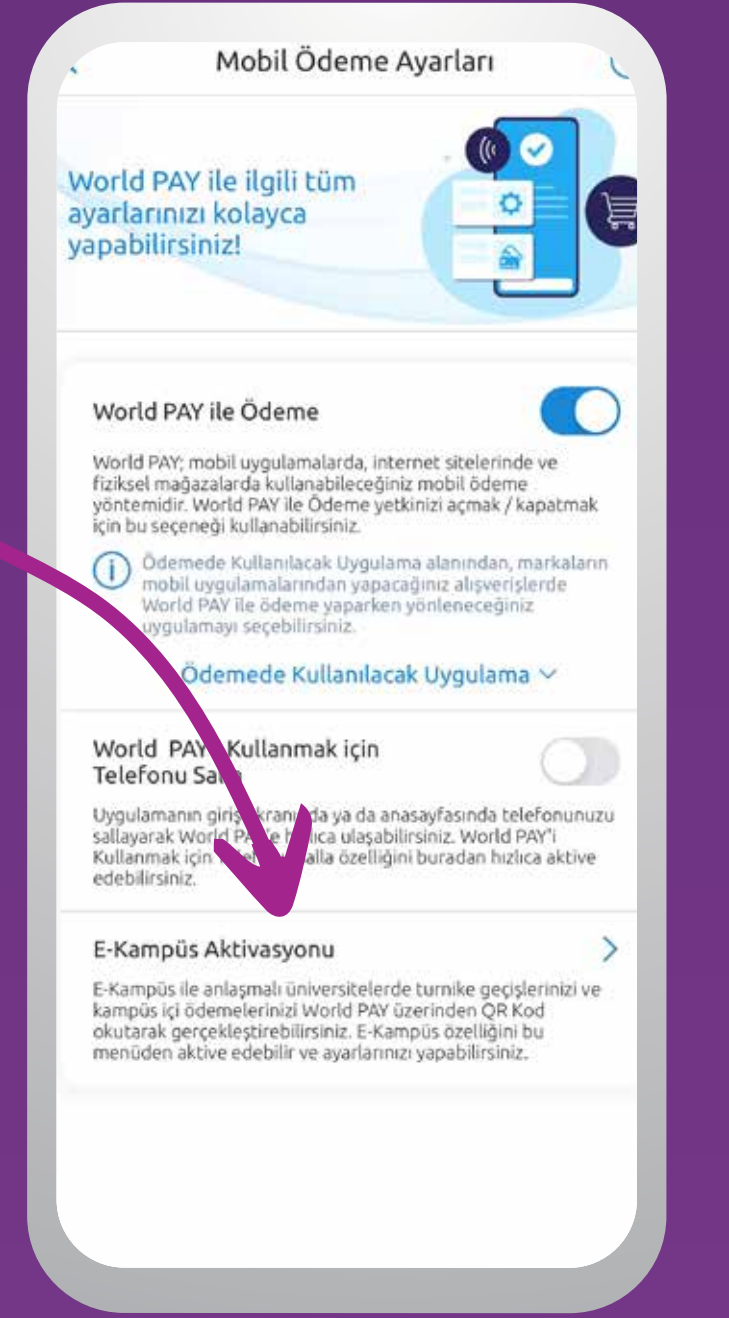 Mobil Ödeme Ayarları
World PAY ile ilgili tüm
ayarlarınızı kolayca
yapabilirsiniz!
World PAY ile Ödeme
World PAY; mobil uygulamalarda, internet sitelerinde ve
fiziksel mağazalarda kullanabileceğiniz mobil ödeme
yöntemidir. World PAY ile Ödeme yetkinizi açmak / kapatmak
için bu seçeneği kullanabilirsiniz.
Ödemede Kullanılacak Uygulama alanından, markaların
mobil uygulamalarından yapacağınız alışverişlerde
World PAY ile ödeme yaparken yönleneceğiniz
uygulamayı seçebilirsiniz.
Ödemede Kullanılacak Uygulama
World PAY Kullanmak için
Telefonu
Uygulamanın giriş da ya da anasayfasında telefonunuzu
sallayarak World ulaşabilirsiniz. World PAY'i
Kullanmak için özelliğini buradan hızlıca aktive
edebilirsiniz.
E-Kampüs Aktivasyonu
E-Kampüs ile anlaşmalı üniversitelerde turnike geçişlerinizi ve
kampüs içi ödemelerinizi World PAY üzerinden QR Kod
okutarak gerçekleştirebilirsiniz. E-Kampüs özelliğini bu
menüden aktive edebilir ve ayarlarınızı yapabilirsiniz.